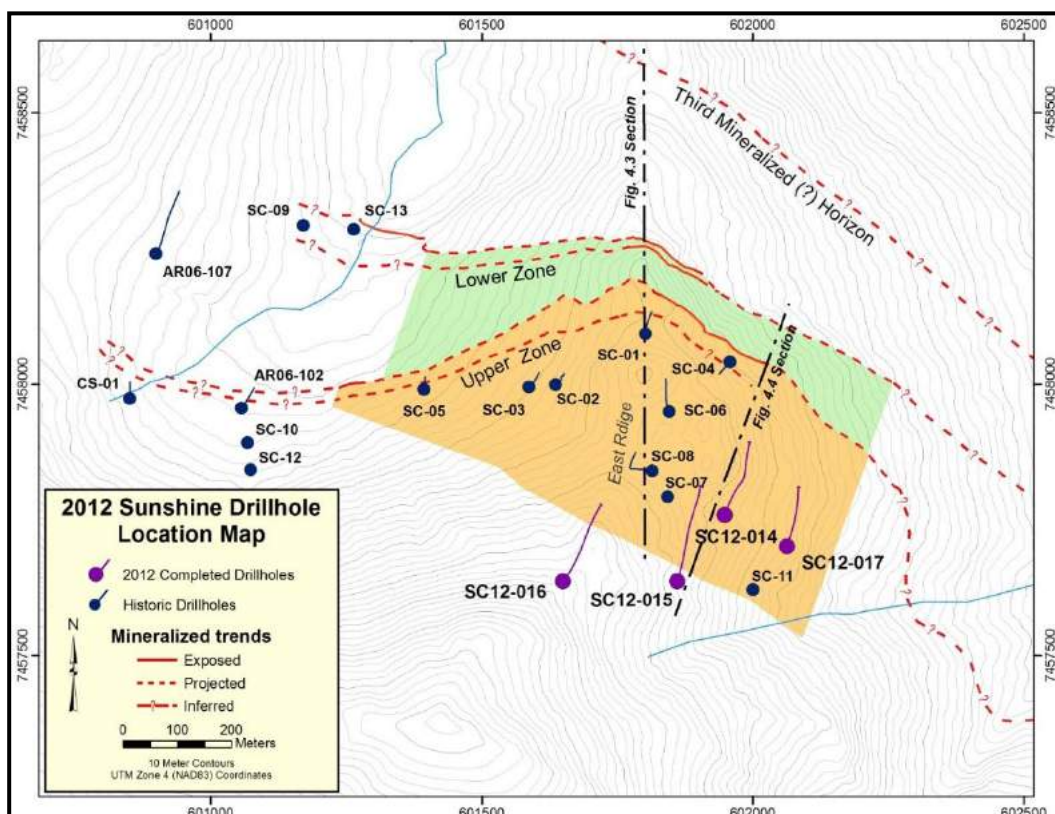 601000
601500
602000
602500
7458500
7458500
Fig. 4.3 Section
Third Mineralized (?) Horizon
SC-09
SC-13
AR06-107
Lower Zone
Upper Zone
SC-01
SC-04
Fig. 4.4 Section
7458000
7458000
CS-01
AR06-102
SC-05
SC-03
SC-02
SC-06
SC-10
SC-12
East Rdige
SC-08
SC-07
SC12-014
SC12-017
SC12-016
SC12-015
SC-11
2012 Sunshine Drillhole
Location Map
2012 Completed Drillholes
Historic Drillholes
N
Mineralized trends
Exposed
Projected
? Inferred
0 100 200
Meters
10 Meter Contours
UTM Zone 4 (NAD83) Coordinates
7457500
7457500
601000
601500
602000
602500